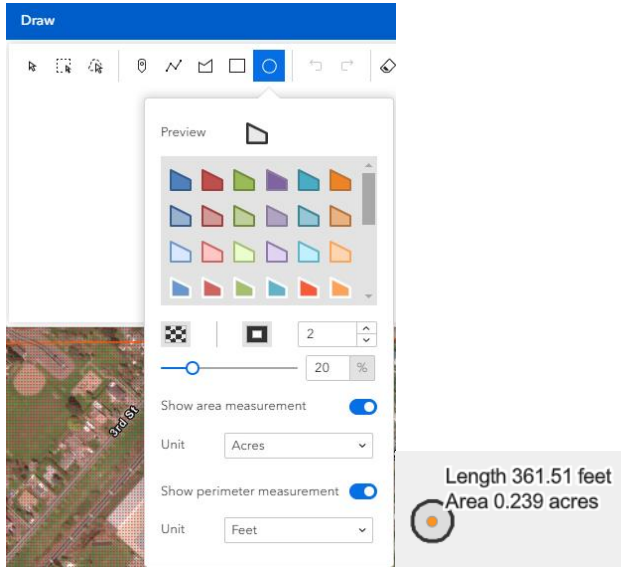 Draw
Preview
2
20 %
Show area measurement
Unit Acres
Show perimeter measurement
Unit Feet
3rd St
Length 361.51 feet
Area 0.239 acres